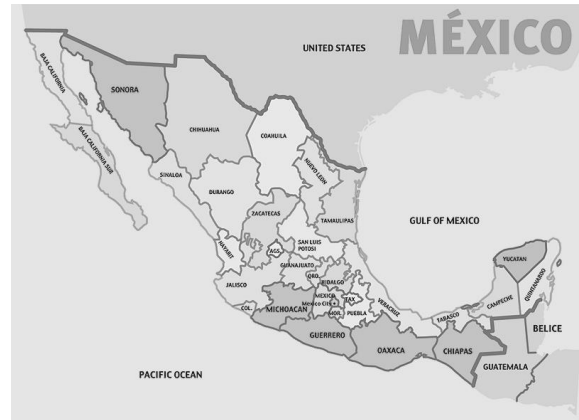 MÉXICO
UNITED STATES
BAJA CALIFORNIA
SONORA
CHIHUAHUA
COAHUILA
BAJA CALIFORNIA SUR
NUEVO LEON
SINALOA
DURANGO
TAMAULIPAS
ZACATECAS
GULF OF MEXICO
NAYARIT
SAN LUIS
POTOSI
AGS.
YUCATAN
GUANAJUATO
QRO.
HIDALGO
QUINTANAROO
JALISCO
MEXICO
Mexico City
TAX.
VERACRUZ
CAMPECHE
COL.
MICHOACAN
MOR.
PUEBLA
TABASCO
BELICE
GUERRERO
OAXACA
CHIAPAS
GUATEMALA
PACIFIC OCEAN